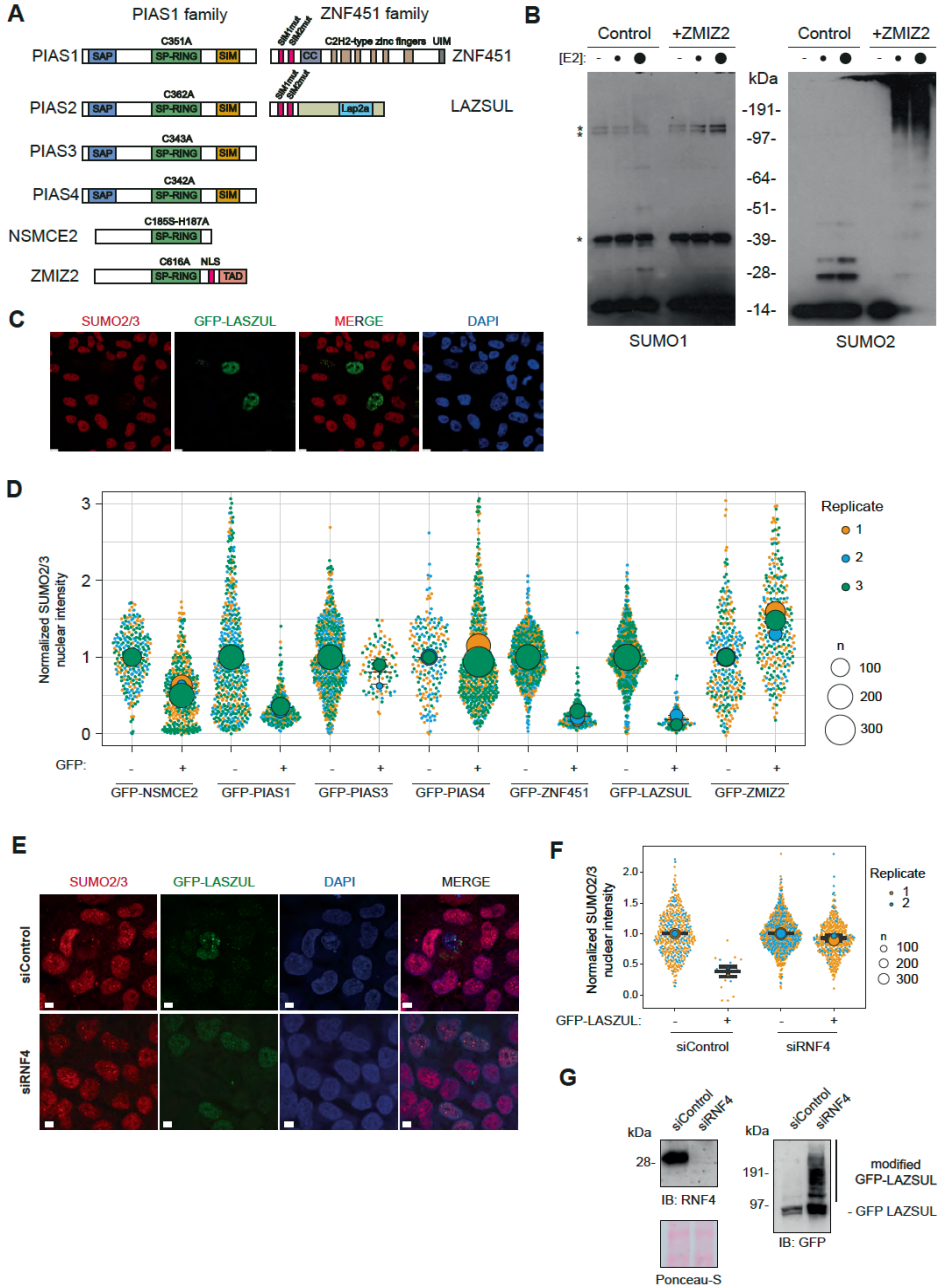 A
PIAS1 family
ZNF451 family
PIAS1
C351A
SAP
SP-RING
SIM
SIM1mut
SIM2mut
CC
C2H2-type zinc fingers
UIM
ZNF451
PIAS2
C362A
SAP
SP-RING
SIM
SIM1mut
SIM2mut
Lap2a
LAZSUL
PIAS3
C343A
SAP
SP-RING
SIM
PIAS4
C342A
SAP
SP-RING
SIM
NSMCE2
C185S-H187A
SP-RING
ZMIZ2
C616A
NLS
SP-RING
TAD
B
Control +ZMIZ2 Control +ZMIZ2
[E2]: - • ● - • ● - • ● - • ●
kDa
* -191-
* -97-
-64-
-51-
* -39-
-28-
-14-
SUMO1 SUMO2
C
SUMO2/3 GFP-LASZUL MERGE DAPI
D
Normalized SUMO2/3
nuclear intensity
3
2
1
0
GFP: - + - + - + - + - + - + - +
GFP-NSMCE2 GFP-PIAS1 GFP-PIAS3 GFP-PIAS4 GFP-ZNF451 GFP-LAZSUL GFP-ZMIZ2
Replicate
1
2
3
n
100
200
300
E
SUMO2/3 GFP-LASZUL DAPI MERGE
siControl
siRNF4
F
Normalized SUMO2/3
nuclear intensity
2.0
1.5
1.0
0.5
0.0
GFP-LASZUL: - + - +
siControl siRNF4
Replicate
1
2
n
100
200
300
G
siControl
siRNF4
kDa
28-
IB: RNF4
Ponceau-S
siControl
siRNF4
kDa
191-
97-
modified
GFP-LAZSUL
- GFP LAZSUL
IB: GFP